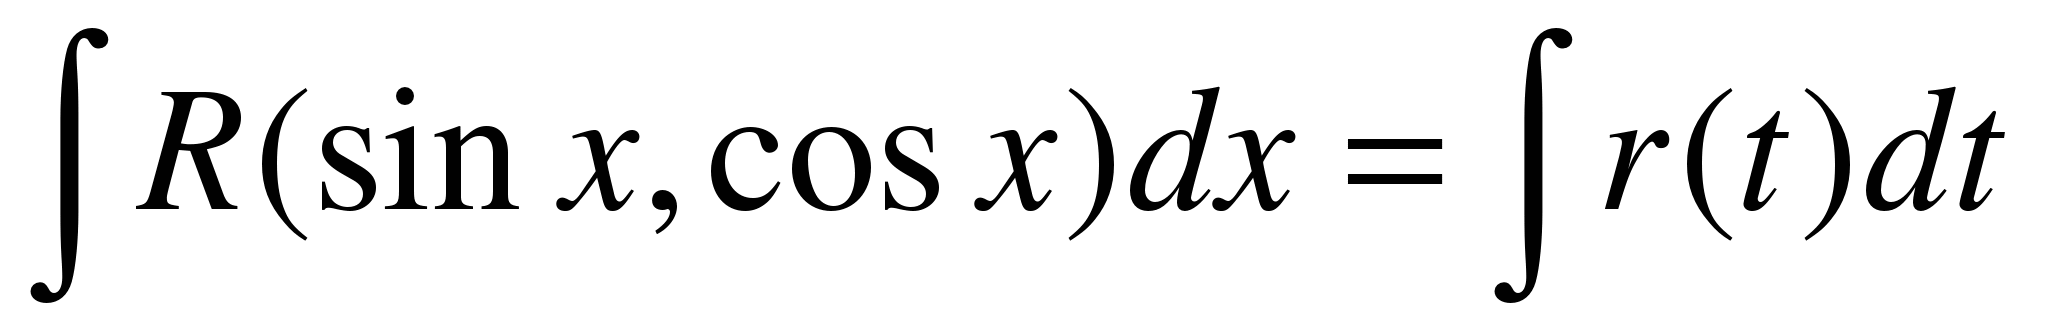 ∫R(sin x, cos x)dx = ∫r(t)dt